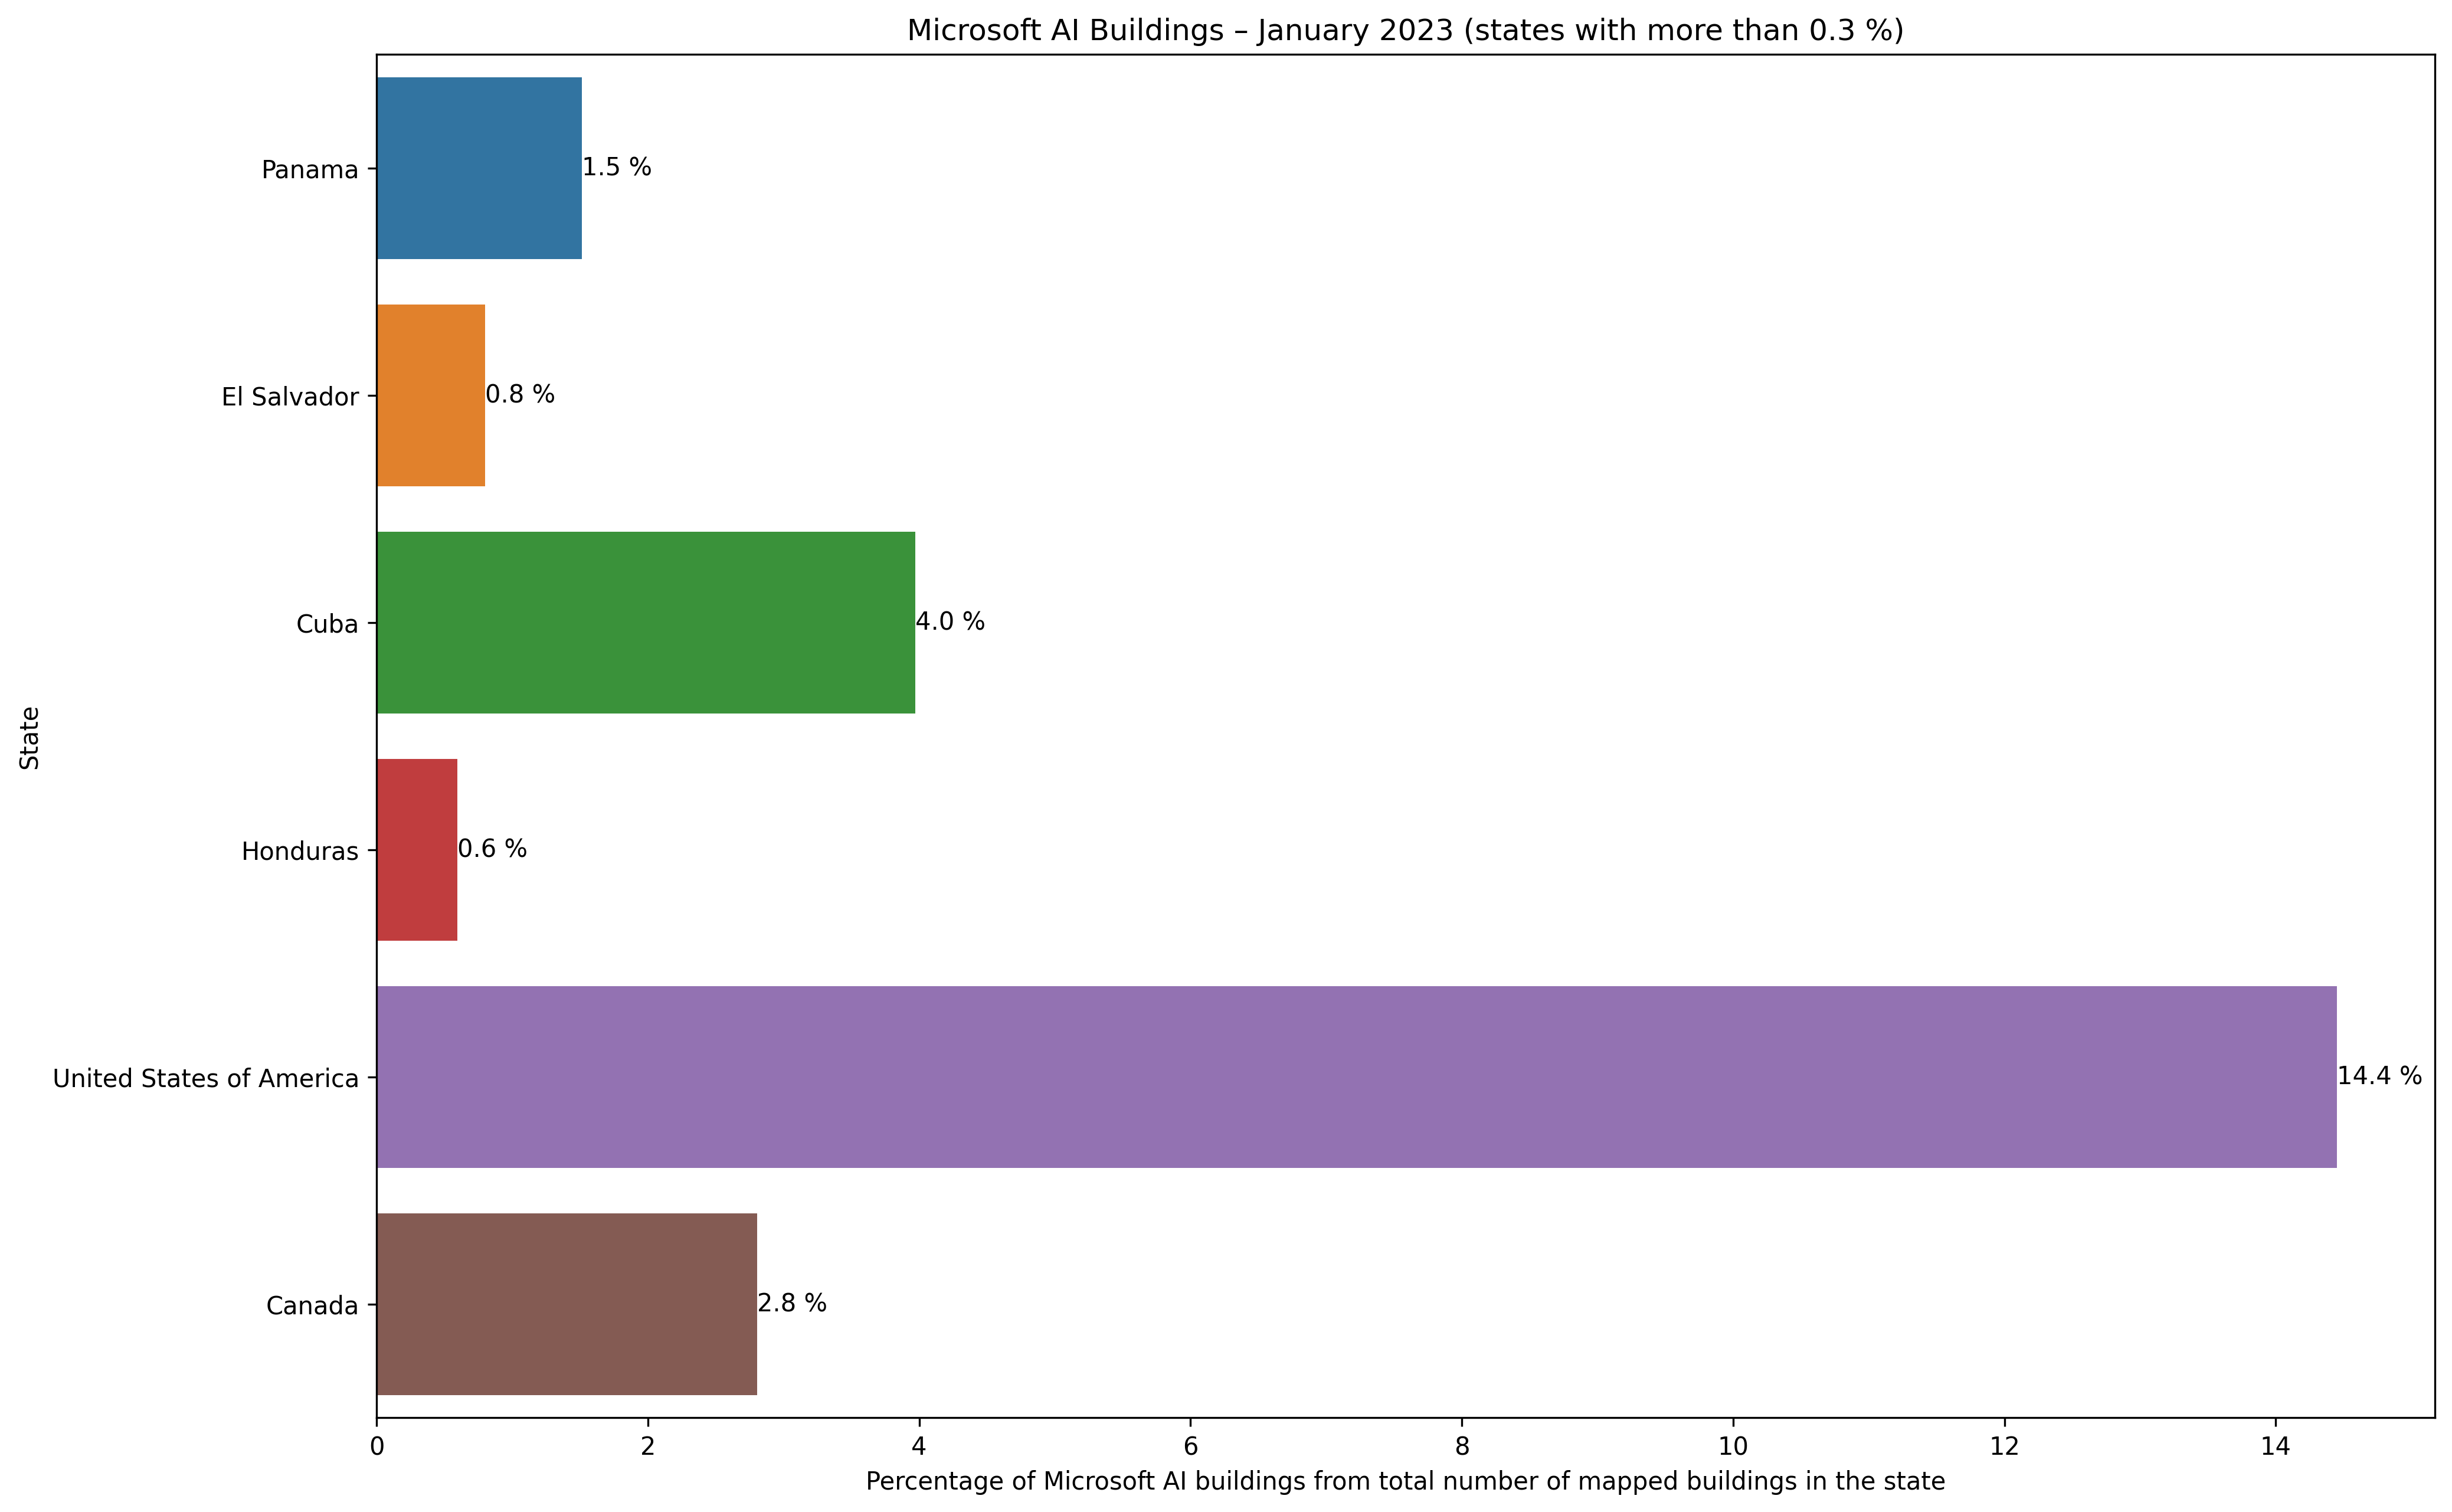 Microsoft AI Buildings – January 2023 (states with more than 0.3 %)
State
Panama
1.5 %
El Salvador
0.8 %
Cuba
4.0 %
Honduras
0.6 %
United States of America
14.4 %
Canada
2.8 %
0 2 4 6 8 10 12 14
Percentage of Microsoft AI buildings from total number of mapped buildings in the state